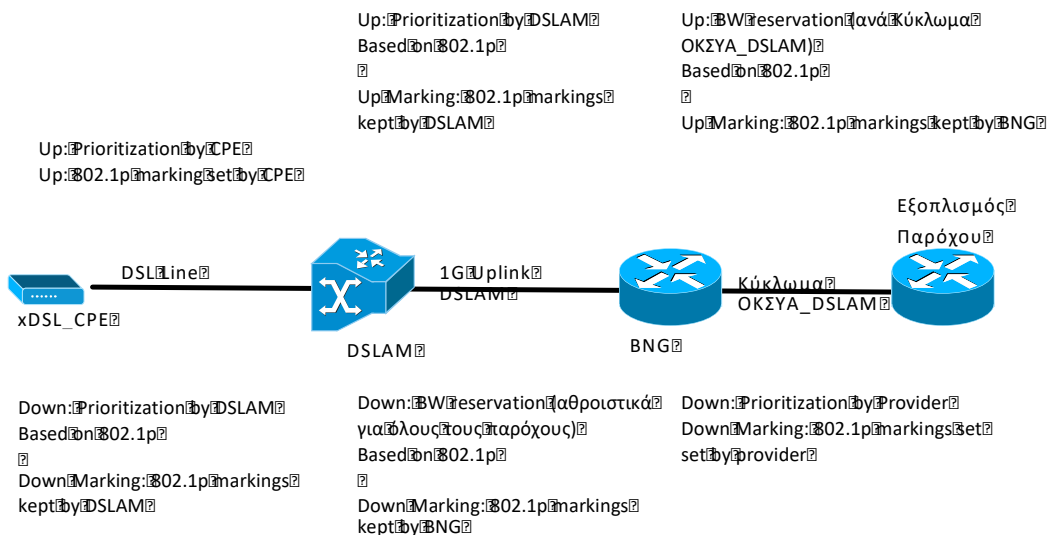 Up: Prioritization by DSLAM
Based on 802.1p
Up Marking: 802.1p markings
kept by DSLAM
Up: BW reservation (ανά Κύκλωμα
ΟΚΣΥΑ_DSLAM)
Based on 802.1p
Up Marking: 802.1p markings kept by BNG
Up: Prioritization by CPE
Up: 802.1p marking set by CPE
Εξοπλισμός
Παρόχου
DSL Line
1G Uplink
DSLAM
Κύκλωμα
ΟΚΣΥΑ_DSLAM
xDSL_CPE
DSLAM
BNG
Down: Prioritization by DSLAM
Based on 802.1p
Down Marking: 802.1p markings
kept by DSLAM
Down: BW reservation (αθροιστικά
για όλους τους παρόχους)
Based on 802.1p
Down Marking: 802.1p markings
kept by BNG
Down: Prioritization by Provider
Down Marking: 802.1p markings set
set by provider